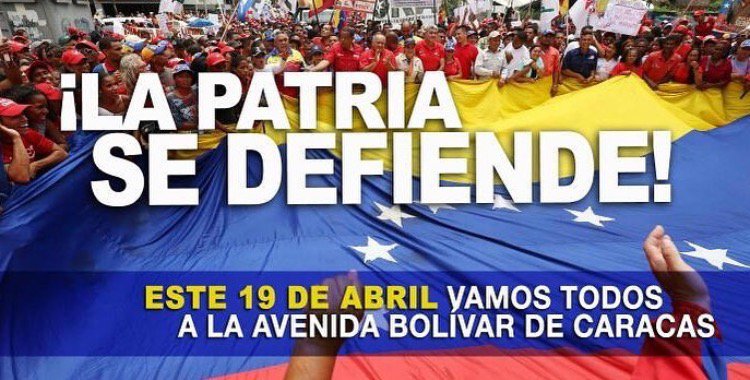 ¡LA PATRIA
SE DEFIENDE!
ESTE 19 DE ABRIL VAMOS TODOS
A LA AVENIDA BOLÍVAR DE CARACAS